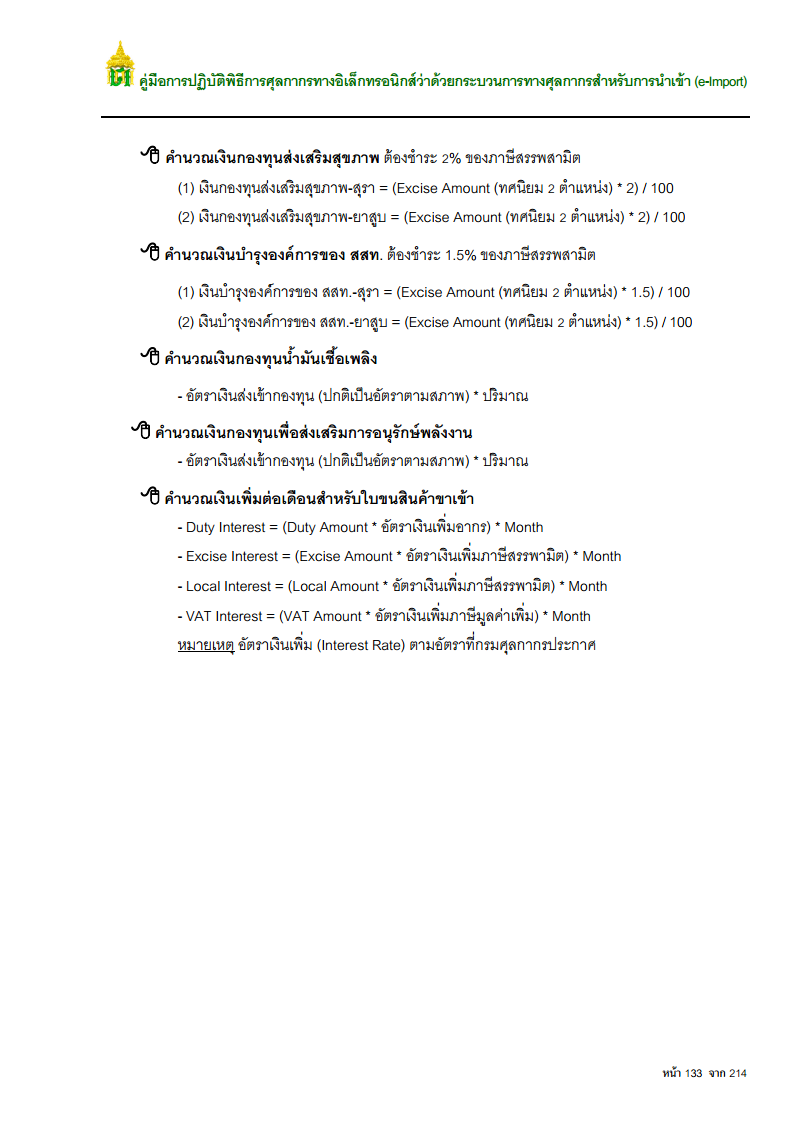 คู่มือการปฏิบัติพิธีการศุลกากรทางอิเล็กทรอนิกส์ว่าด้วยกระบวนการทางศุลกากรสำหรับการนำเข้า (e-Import)
คำนวณเงินกองทุนส่งเสริมสุขภาพ ต้องชำระ 2% ของภาษีสรรพสามิต
(1) เงินกองทุนส่งเสริมสุขภาพ-สุรา = (Excise Amount (ทศนิยม 2 ตำแหน่ง) * 2) / 100
(2) เงินกองทุนส่งเสริมสุขภาพ-ยาสูบ = (Excise Amount (ทศนิยม 2 ตำแหน่ง) * 2) / 100
คำนวณเงินบำรุงองค์การของ สสท. ต้องชำระ 1.5% ของภาษีสรรพสามิต
(1) เงินบำรุงองค์การของ สสท.-สุรา = (Excise Amount (ทศนิยม 2 ตำแหน่ง) * 1.5) / 100
(2) เงินบำรุงองค์การของ สสท.-ยาสูบ = (Excise Amount (ทศนิยม 2 ตำแหน่ง) * 1.5) / 100
คำนวณเงินกองทุนน้ำมันเชื้อเพลิง
- อัตราเงินส่งเข้ากองทุน (ปกติเป็นอัตราตามสภาพ) * ปริมาณ
คำนวณเงินกองทุนเพื่อส่งเสริมการอนุรักษ์พลังงาน
- อัตราเงินส่งเข้ากองทุน (ปกติเป็นอัตราตามสภาพ) * ปริมาณ
คำนวณเงินเพิ่มต่อเดือนสำหรับใบขนสินค้าขาเข้า
- Duty Interest = (Duty Amount * อัตราเงินเพิ่มอากร) * Month
- Excise Interest = (Excise Amount * อัตราเงินเพิ่มภาษีสรรพามิต) * Month
- Local Interest = (Local Amount * อัตราเงินเพิ่มภาษีสรรพามิต) * Month
- VAT Interest = (VAT Amount * อัตราเงินเพิ่มภาษีมูลค่าเพิ่ม) * Month
หมายเหตุ อัตราเงินเพิ่ม (Interest Rate) ตามอัตราที่กรมศุลกากรประกาศ
หน้า 133 จาก 214